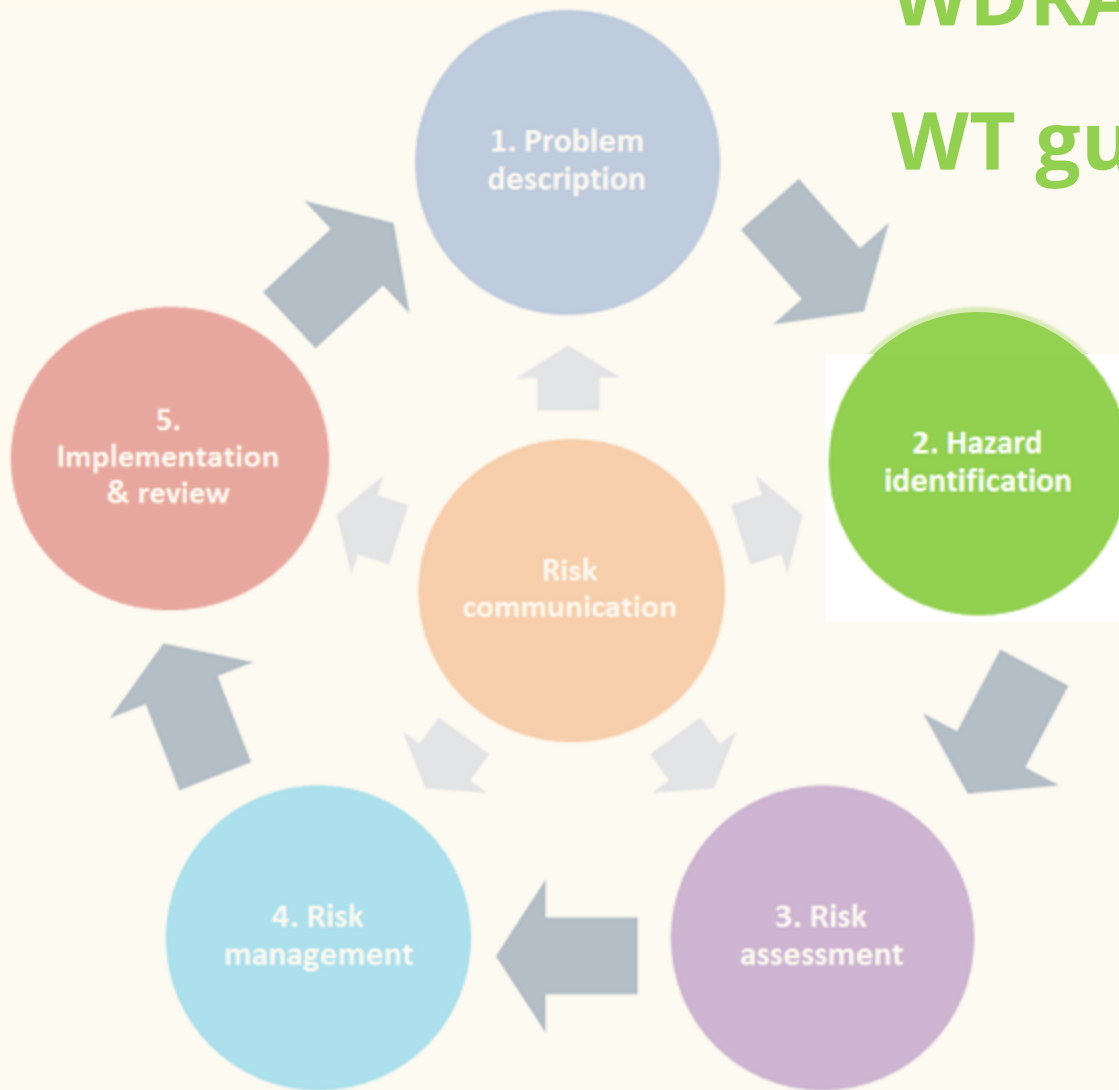 WDRA
WT gu
1. Problem
description
2. Hazard
identification
5.
Implementation
& review
Risk
communication
4. Risk
management
3. Risk
assessment